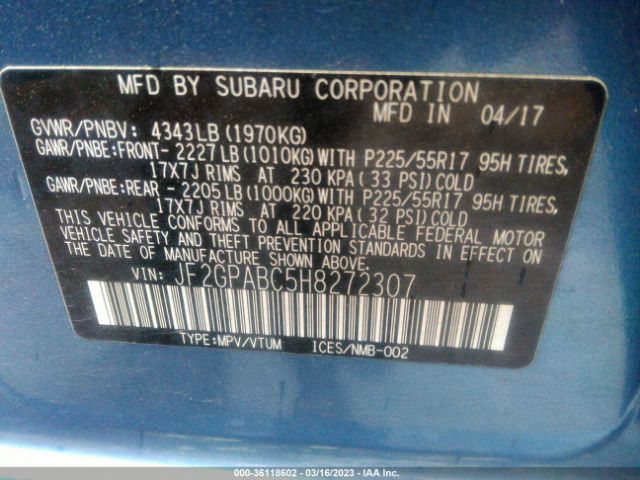 MFD BY SUBARU CORPORATION
MFD IN 04/17
GVWR/PNBV: 4343LB(1970KG)
GAWR/PNBE:FRONT- 2227LB(1010KG)WITH P225/55R17 95H TIRES,
17X7J RIMS AT 230 KPA(33 PSI)COLD
GAWR/PNBE:REAR - 2205LB(1000KG)WITH P225/55R17 95H TIRES,
17X7J RIMS AT 220 KPA(32 PSI)COLD
THIS VEHICLE CONFORMS TO ALL APPLICABLE FEDERAL MOTOR
VEHICLE SAFETY AND THEFT PREVENTION STANDARDS IN EFFECT ON
THE DATE OF MANUFACTURE SHOWN ABOVE.
VIN: JF2GPABC5H8272307
TYPE:MPV/VTUM ICES/NMB-002
000-36118602 - 03/16/2023 - IAA Inc.